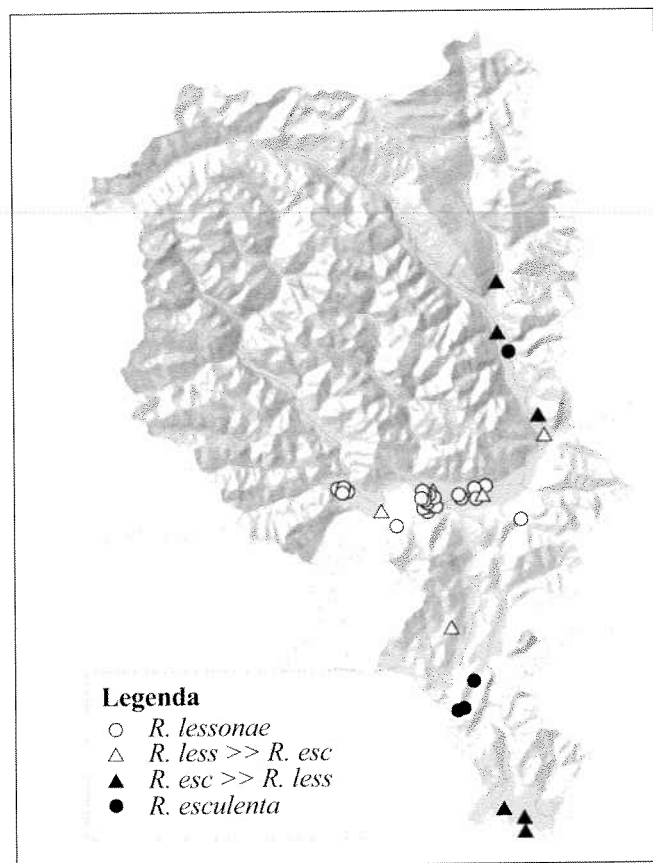 Legenda
R. lessonae
R. less >> R. esc
R. esc >> R. less
R. esculenta